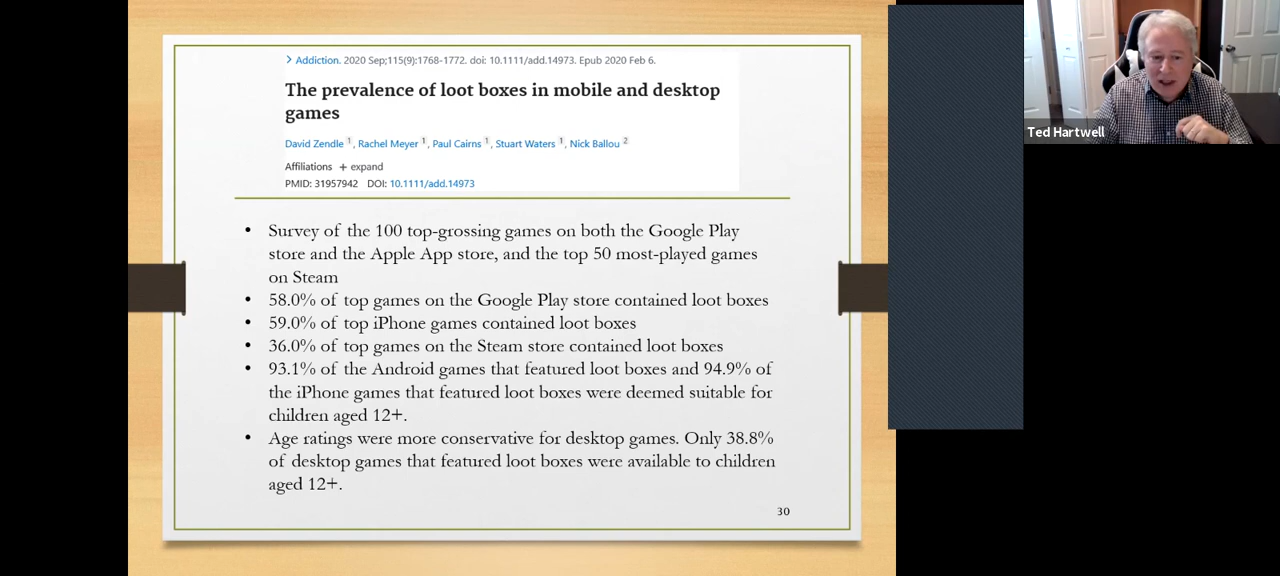 > Addiction. 2020 Sep;115(9):1768-1772. doi: 10.1111/add.14973. Epub 2020 Feb 6.
The prevalence of loot boxes in mobile and desktop
games
David Zendle 1, Rachel Meyer 1, Paul Cairns 1, Stuart Waters 1, Nick Ballou 2
Affiliations + expand
PMID: 31957942 DOI: 10.1111/add.14973
• Survey of the 100 top-grossing games on both the Google Play
store and the Apple App store, and the top 50 most-played games
on Steam
• 58.0% of top games on the Google Play store contained loot boxes
• 59.0% of top iPhone games contained loot boxes
• 36.0% of top games on the Steam store contained loot boxes
• 93.1% of the Android games that featured loot boxes and 94.9% of
the iPhone games that featured loot boxes were deemed suitable for
children aged 12+.
• Age ratings were more conservative for desktop games. Only 38.8%
of desktop games that featured loot boxes were available to children
aged 12+.
30
Ted Hartwell